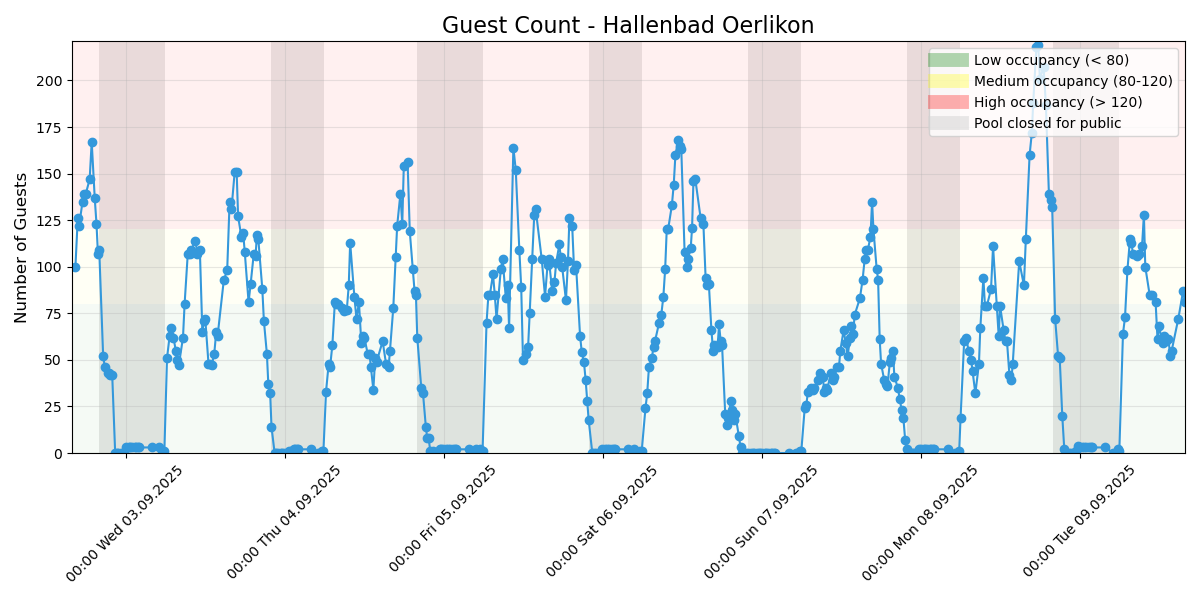 Guest Count - Hallenbad Oerlikon
Number of Guests
200
175
150
125
100
75
50
25
0
Low occupancy (< 80)
Medium occupancy (80-120)
High occupancy (> 120)
Pool closed for public
00:00 Wed 03.09.2025
00:00 Thu 04.09.2025
00:00 Fri 05.09.2025
00:00 Sat 06.09.2025
00:00 Sun 07.09.2025
00:00 Mon 08.09.2025
00:00 Tue 09.09.2025